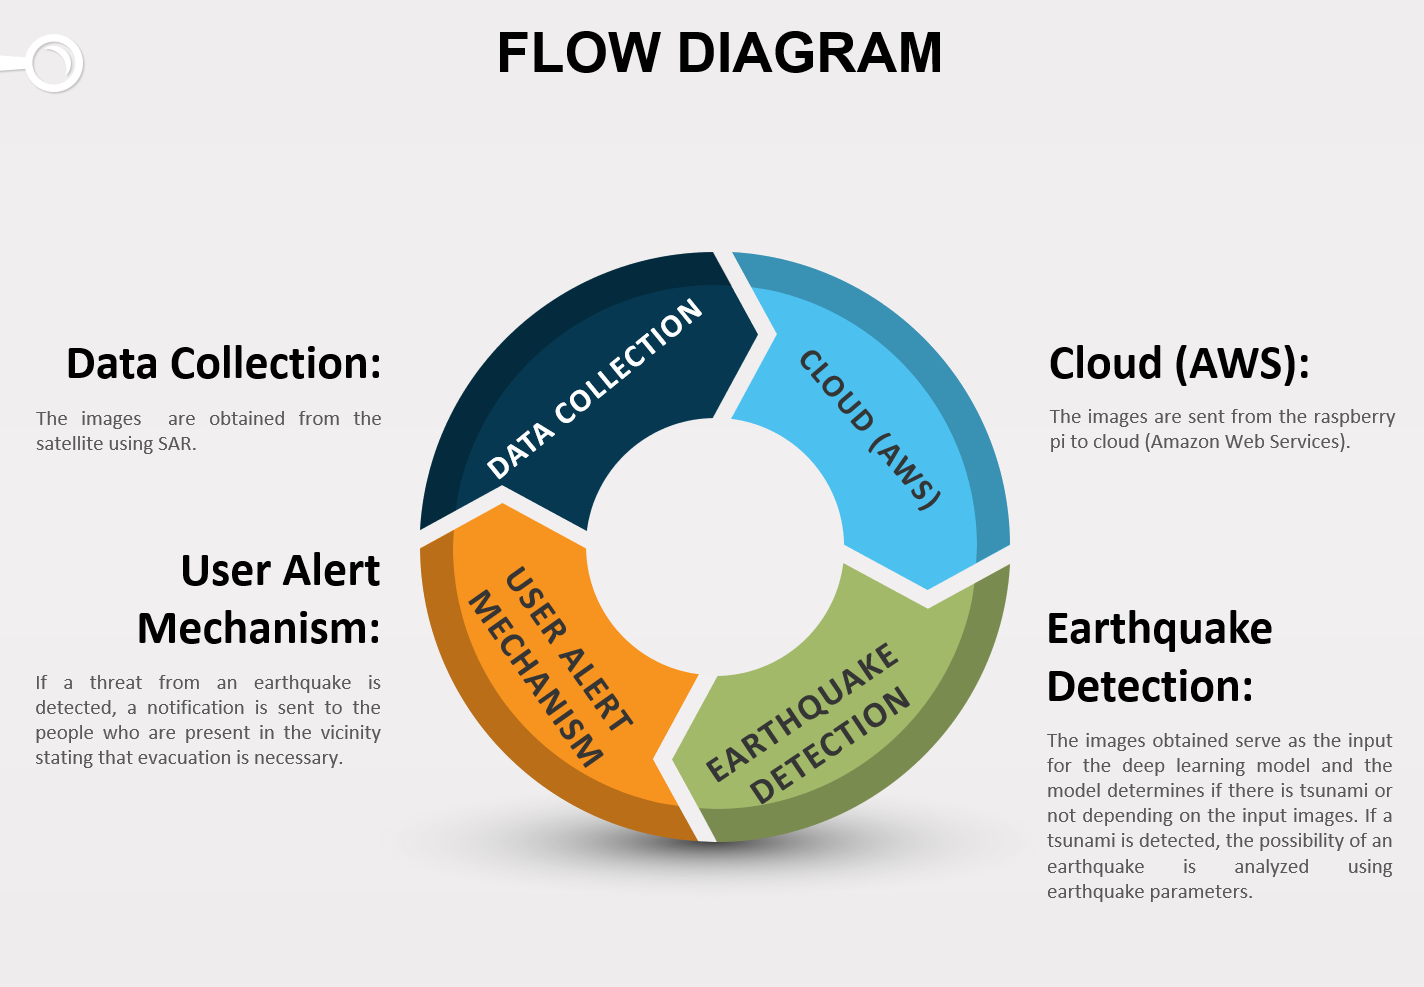 FLOW DIAGRAM
Data Collection:
The images are obtained from the
satellite using SAR.
User Alert
Mechanism:
If a threat from an earthquake is
detected, a notification is sent to the
people who are present in the vicinity
stating that evacuation is necessary.
DATA COLLECTION
CLOUD (AWS)
USER ALERT
MECHANISM
EARTHQUAKE
DETECTION
Cloud (AWS):
The images are sent from the raspberry
pi to cloud (Amazon Web Services).
Earthquake
Detection:
The images obtained serve as the input
for the deep learning model and the
model determines if there is tsunami or
not depending on the input images. If a
tsunami is detected, the possibility of an
earthquake is analyzed using
earthquake parameters.